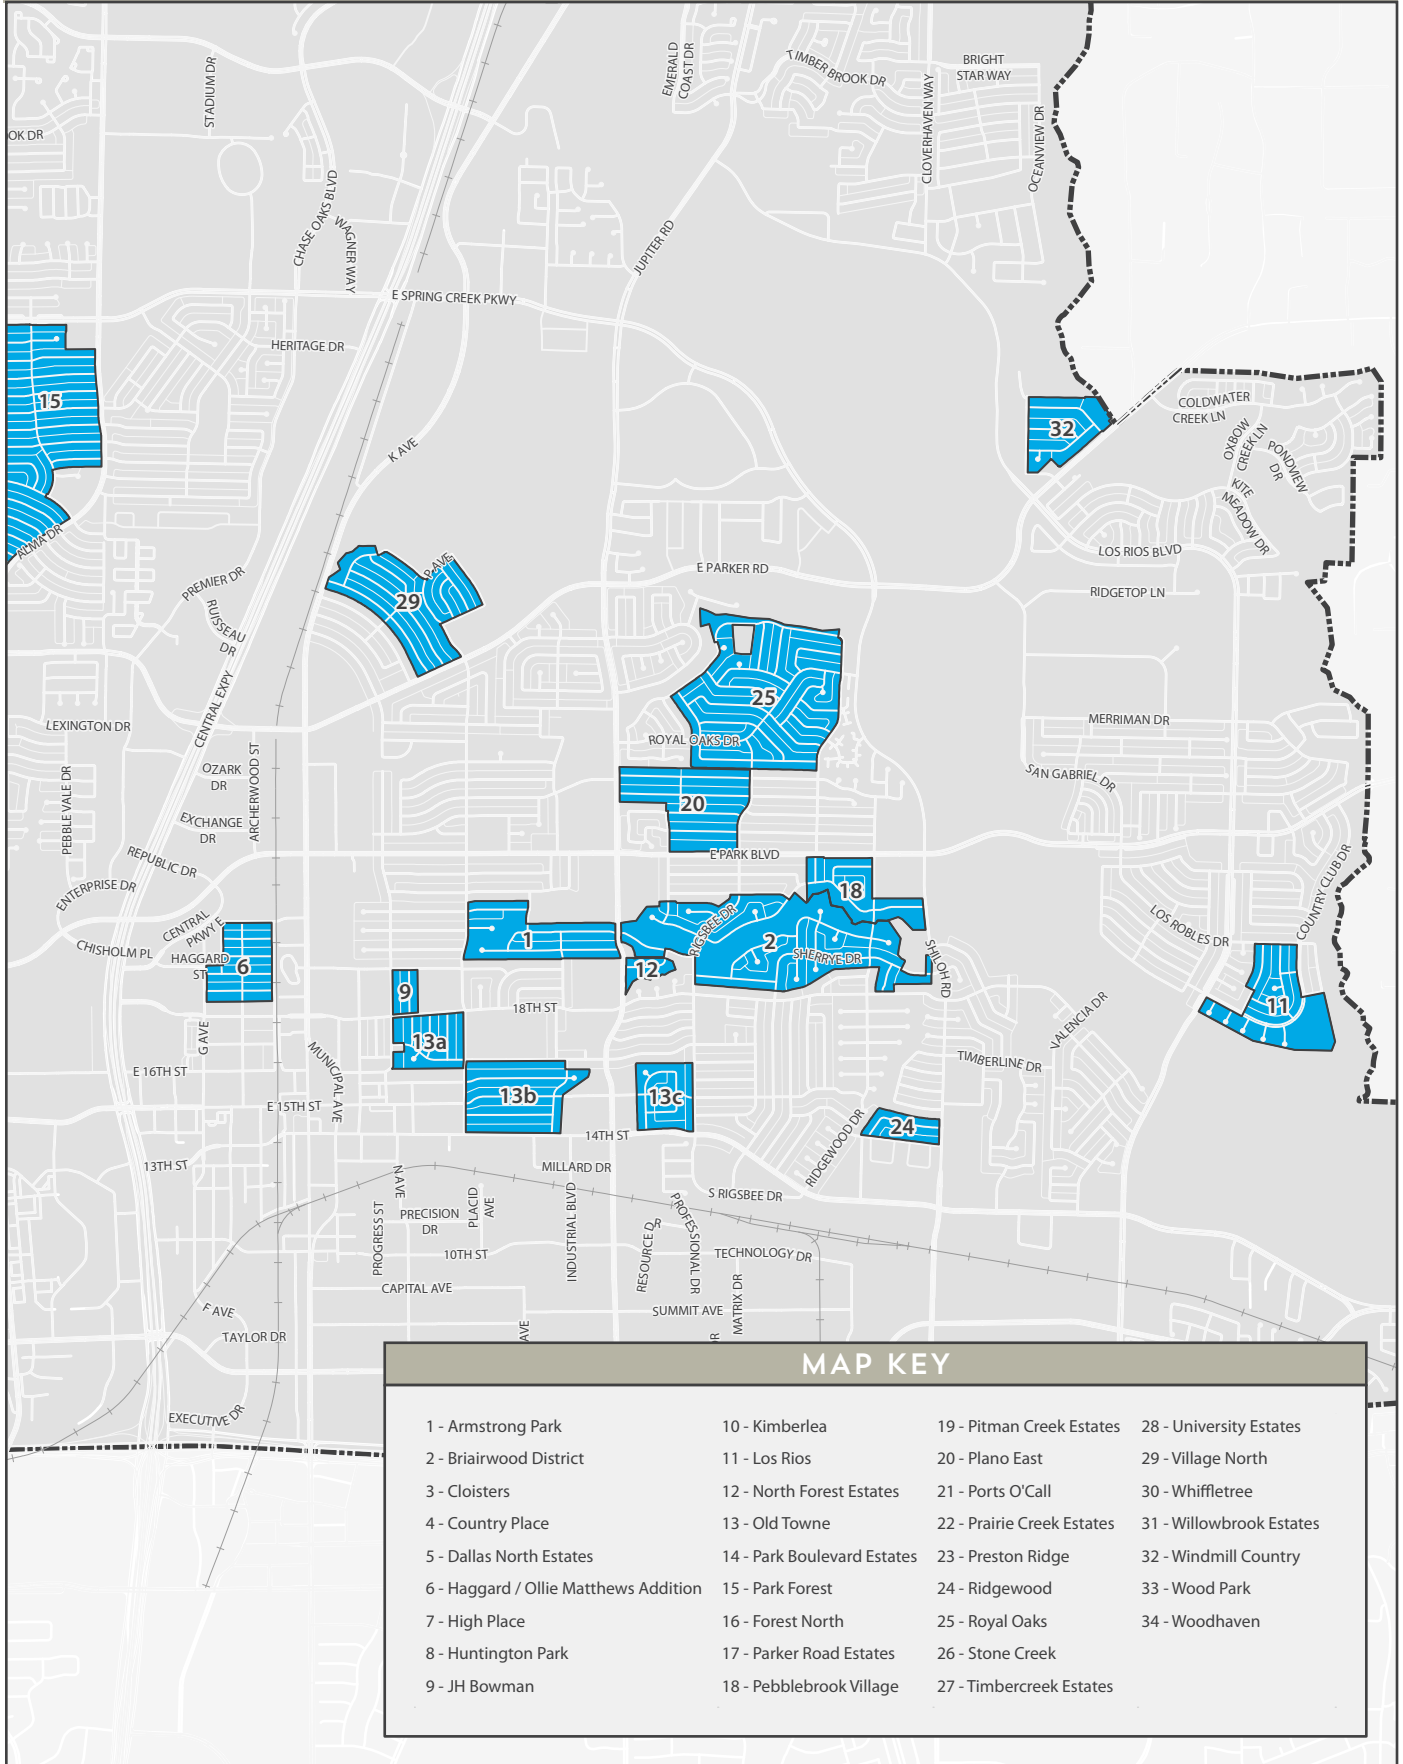 EMERALD
COAST DR
TIMBER BROOK DR
BRIGHT
STAR WAY
STADIUM DR
CLOVERHAVEN WAY
OCEANVIEW DR
OK DR
CHASE OAKS BLVD
WAGNER WAY
JUPITER RD
E SPRING CREEK PKWY
HERITAGE DR
15
COLDWATER
CREEK LN
32
OXBOW
CREEK LN
PONDVIEW
DR
K AVE
KITE
MEADOW DR
ALMA DR
LOS RIOS BLVD
P AVE
E PARKER RD
PREMIER DR
29
RIDGETOP LN
RUISSEAU
DR
25
CENTRAL EXPY
LEXINGTON DR
MERRIMAN DR
ROYAL OAKS DR
OZARK
DR
ARCHERWOOD ST
SAN GABRIEL DR
PEBBLE VALE DR
20
EXCHANGE
DR
E PARK BLVD
REPUBLIC DR
COUNTRY CLUB DR
ENTERPRISE DR
18
CENTRAL
PKWY E
RIGSBEE DR
LOS ROBLES DR
1
2
CHISHOLM PL
HAGGARD
ST
6
SHERRYE DR
SHILOH RD
12
9
11
18TH ST
VALENCIA DR
G AVE
MUNICIPAL AVE
13a
TIMBERLINE DR
E 16TH ST
13b
13c
E 15TH ST
24
14TH ST
RIDGEWOOD DR
13TH ST
MILLARD DR
N AVE
S RIGSBEE DR
PROGRESS ST
PRECISION
DR
PLACID
AVE
INDUSTRIAL BLVD
RESOURCE DR
PROFESSIONAL DR
10TH ST
TECHNOLOGY DR
CAPITAL AVE
MATRIX DR
F AVE
SUMMIT AVE
TAYLOR DR
AVE
DR
EXECUTIVE DR
MAP KEY
1 - Armstrong Park
2 - Briairwood District
3 - Cloisters
4 - Country Place
5 - Dallas North Estates
6 - Haggard / Ollie Matthews Addition
7 - High Place
8 - Huntington Park
9 - JH Bowman
10 - Kimberlea
11 - Los Rios
12 - North Forest Estates
13 - Old Towne
14 - Park Boulevard Estates
15 - Park Forest
16 - Forest North
17 - Parker Road Estates
18 - Pebblebrook Village
19 - Pitman Creek Estates
20 - Plano East
21 - Ports O'Call
22 - Prairie Creek Estates
23 - Preston Ridge
24 - Ridgewood
25 - Royal Oaks
26 - Stone Creek
27 - Timbercreek Estates
28 - University Estates
29 - Village North
30 - Whiffletree
31 - Willowbrook Estates
32 - Windmill Country
33 - Wood Park
34 - Woodhaven